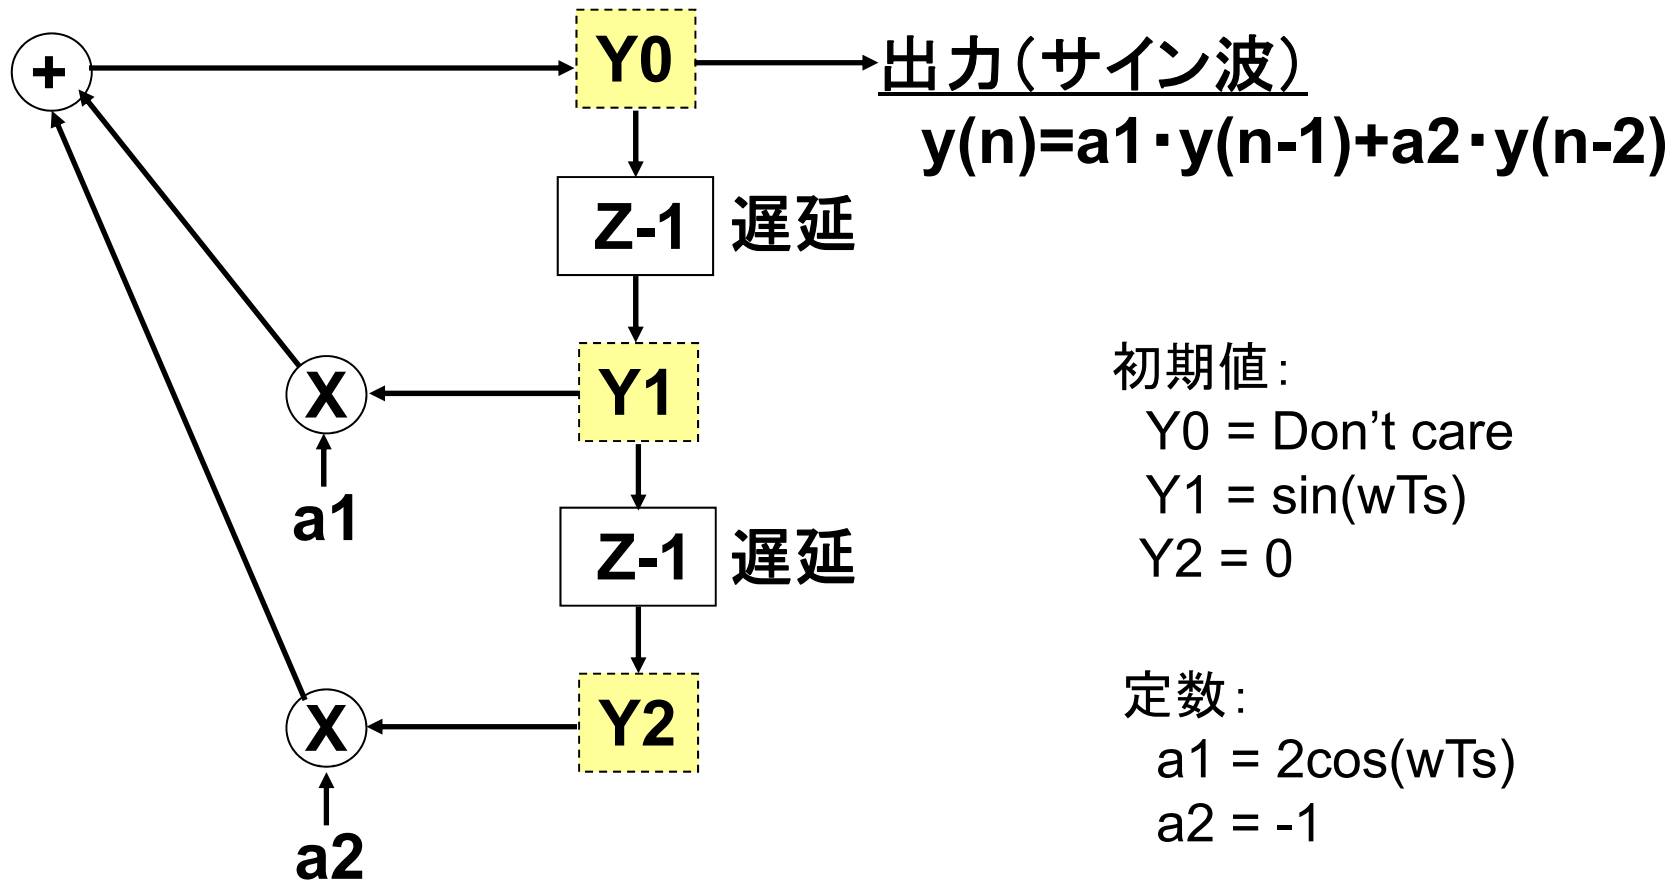 +
Y0
出力(サイン波)
y(n)=a1・y(n-1)+a2・y(n-2)
Z-1 遅延
X
Y1
a1
Z-1 遅延
X
Y2
a2
初期値:
Y0 = Don't care
Y1 = sin(wTs)
Y2 = 0
定数:
a1 = 2cos(wTs)
a2 = -1